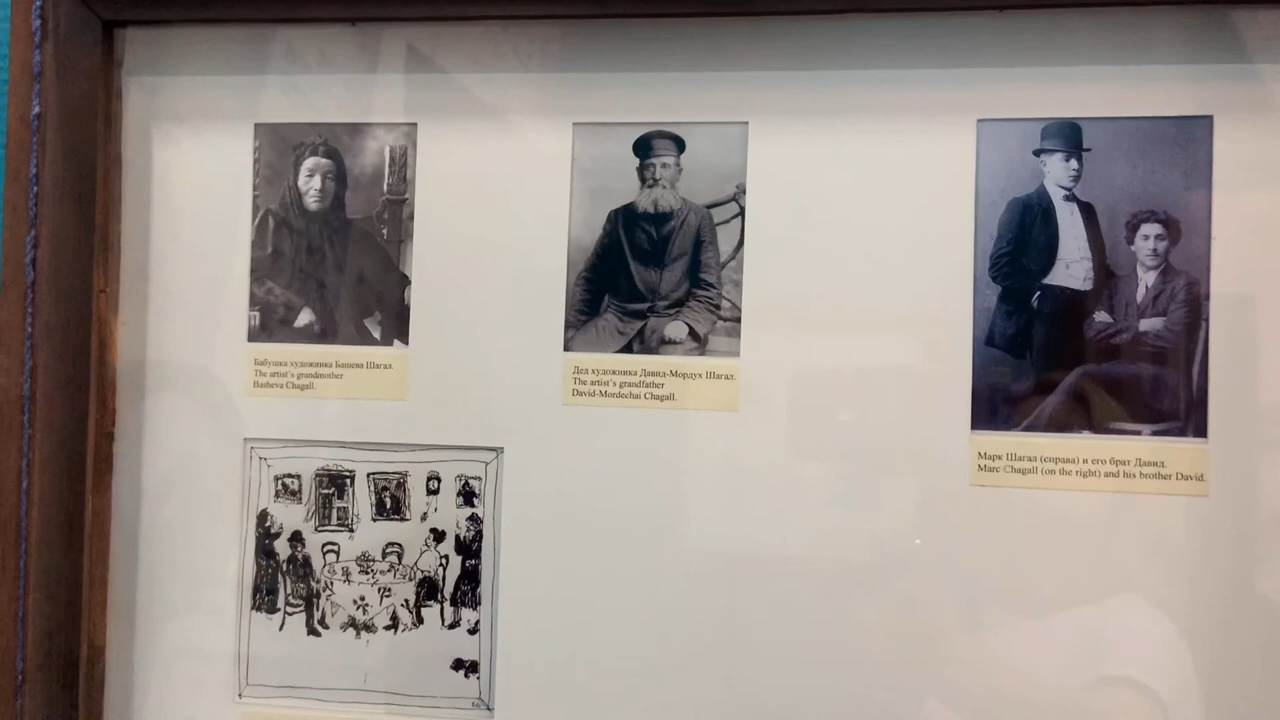 Бабушка художника Башева Шагал.
The artist's grandmother
Basheva Chagall.
Дед художника Давид-Мордух Шагал.
The artist's grandfather
David-Mordechai Chagall.
Марк Шагал (справа) и его брат Давид.
Marc Chagall (on the right) and his brother David.